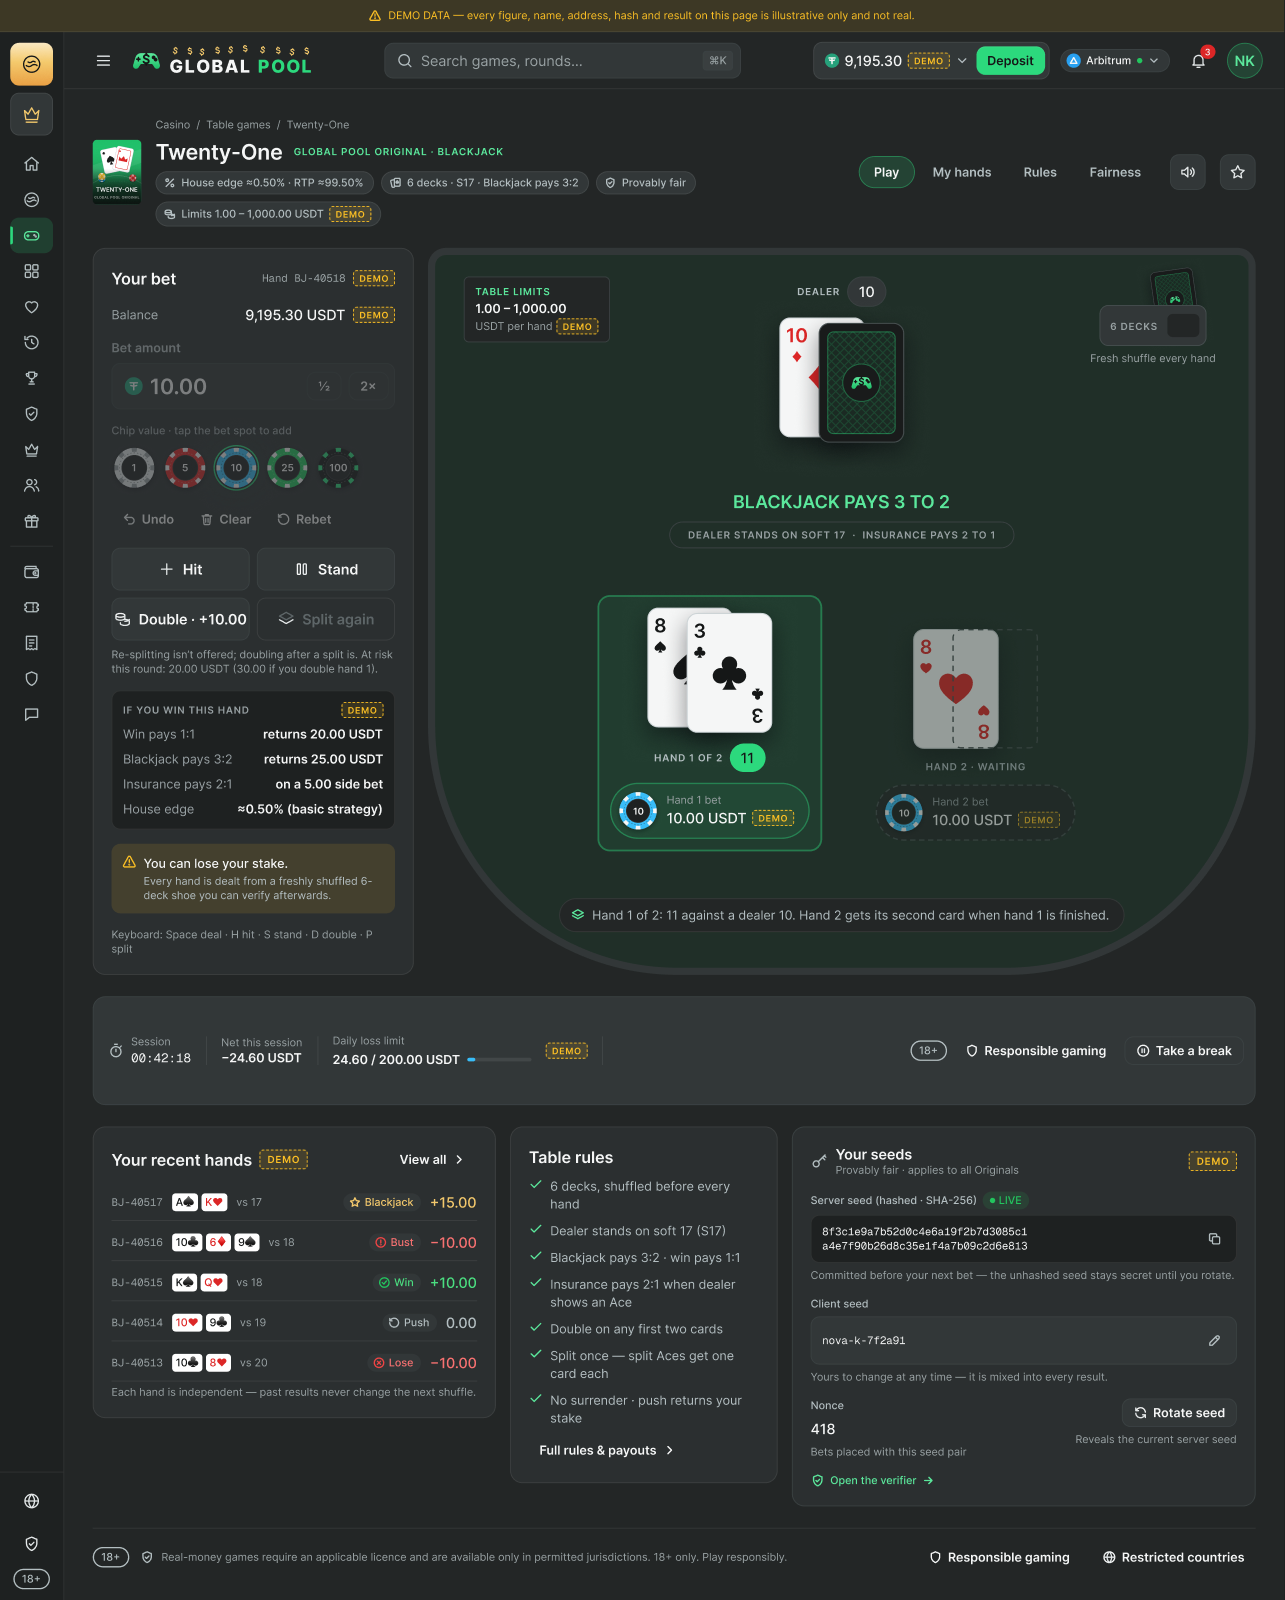 DEMO DATA — every figure, name, address, hash and result on this page is illustrative only and not real.
$ $ $ $ $ $ $ $ $
GLOBAL POOL
Search games, rounds...
⌘K
9,195.30 DEMO
Deposit
Arbitrum
3
NK
Casino / Table games / Twenty-One
TWENTY-ONE
GLOBAL POOL ORIGINAL
Twenty-One GLOBAL POOL ORIGINAL · BLACKJACK
House edge ≈0.50% · RTP ≈99.50%
6 decks · S17 · Blackjack pays 3:2
Provably fair
Limits 1.00 – 1,000.00 USDT DEMO
Play
My hands
Rules
Fairness
Your bet
Hand BJ-40518 DEMO
Balance
9,195.30 USDT DEMO
Bet amount
10.00
½
2×
Chip value · tap the bet spot to add
1
5
10
25
100
Undo
Clear
Rebet
Hit
Stand
Double · +10.00
Split again
Re-splitting isn't offered; doubling after a split is. At risk
this round: 20.00 USDT (30.00 if you double hand 1).
IF YOU WIN THIS HAND DEMO
Win pays 1:1 returns 20.00 USDT
Blackjack pays 3:2 returns 25.00 USDT
Insurance pays 2:1 on a 5.00 side bet
House edge ≈0.50% (basic strategy)
You can lose your stake.
Every hand is dealt from a freshly shuffled 6-
deck shoe you can verify afterwards.
Keyboard: Space deal · H hit · S stand · D double · P
split
TABLE LIMITS
1.00 – 1,000.00
USDT per hand DEMO
DEALER 10
10
6 DECKS
Fresh shuffle every hand
BLACKJACK PAYS 3 TO 2
DEALER STANDS ON SOFT 17 · INSURANCE PAYS 2 TO 1
8
3
3
HAND 1 OF 2 11
10
Hand 1 bet
10.00 USDT DEMO
8
8
HAND 2 · WAITING
10
Hand 2 bet
10.00 USDT DEMO
Hand 1 of 2: 11 against a dealer 10. Hand 2 gets its second card when hand 1 is finished.
Session
00:42:18
Net this session
−24.60 USDT
Daily loss limit
24.60 / 200.00 USDT
DEMO
18+
Responsible gaming
Take a break
Your recent hands DEMO
View all
BJ-40517 A♠ K♥ vs 17 Blackjack +15.00
BJ-40516 10♣ 6♦ 9♠ vs 18 Bust −10.00
BJ-40515 K♠ Q♥ vs 18 Win +10.00
BJ-40514 10♥ 9♣ vs 19 Push 0.00
BJ-40513 10♣ 8♥ vs 20 Lose −10.00
Each hand is independent — past results never change the next shuffle.
Table rules
6 decks, shuffled before every
hand
Dealer stands on soft 17 (S17)
Blackjack pays 3:2 · win pays 1:1
Insurance pays 2:1 when dealer
shows an Ace
Double on any first two cards
Split once — split Aces get one
card each
No surrender · push returns your
stake
Full rules & payouts
Your seeds
Provably fair · applies to all Originals
DEMO
Server seed (hashed · SHA-256) LIVE
8f3c1e9a7b52d0c4e6a19f2b7d3085c1
a4e7f90b26d8c35e1f4a7b09c2d6e813
Committed before your next bet — the unhashed seed stays secret until you rotate.
Client seed
nova-k-7f2a91
Yours to change at any time — it is mixed into every result.
Nonce
418
Bets placed with this seed pair
Rotate seed
Reveals the current server seed
Open the verifier →
18+
18+
Real-money games require an applicable licence and are available only in permitted jurisdictions. 18+ only. Play responsibly.
Responsible gaming
Restricted countries